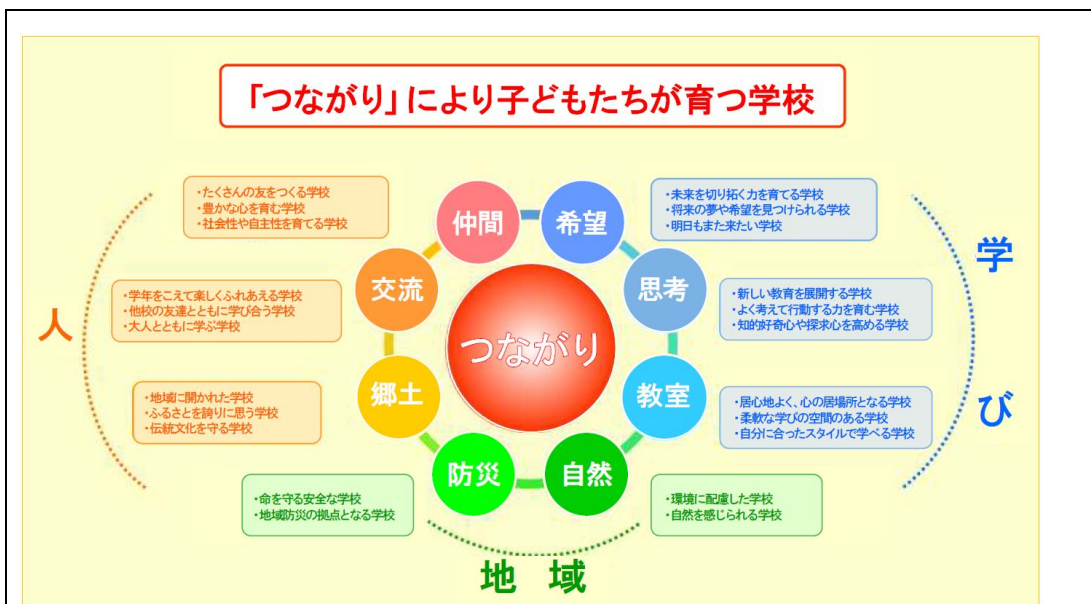 「つながり」により子どもたちが育つ学校
・たくさんの友をつくる学校
・豊かな心を育む学校
・社会性や自主性を育てる学校
仲間
希望
・未来を切り拓く力を育てる学校
・将来の夢や希望を見つけられる学校
・明日もまた来たい学校
人
・学年をこえて楽しくふれあえる学校
・他校の友達とともに学び合う学校
・大人とともに学ぶ学校
交流
つながり
思考
・新しい教育を展開する学校
・よく考えて行動する力を育む学校
・知的好奇心や探求心を高める学校
学び
・地域に開かれた学校
・ふるさとを誇りに思う学校
・伝統文化を守る学校
郷土
教室
・居心地よく、心の居場所となる学校
・柔軟な学びの空間のある学校
・自分に合ったスタイルで学べる学校
・命を守る安全な学校
・地域防災の拠点となる学校
防災
自然
・環境に配慮した学校
・自然を感じられる学校
地域